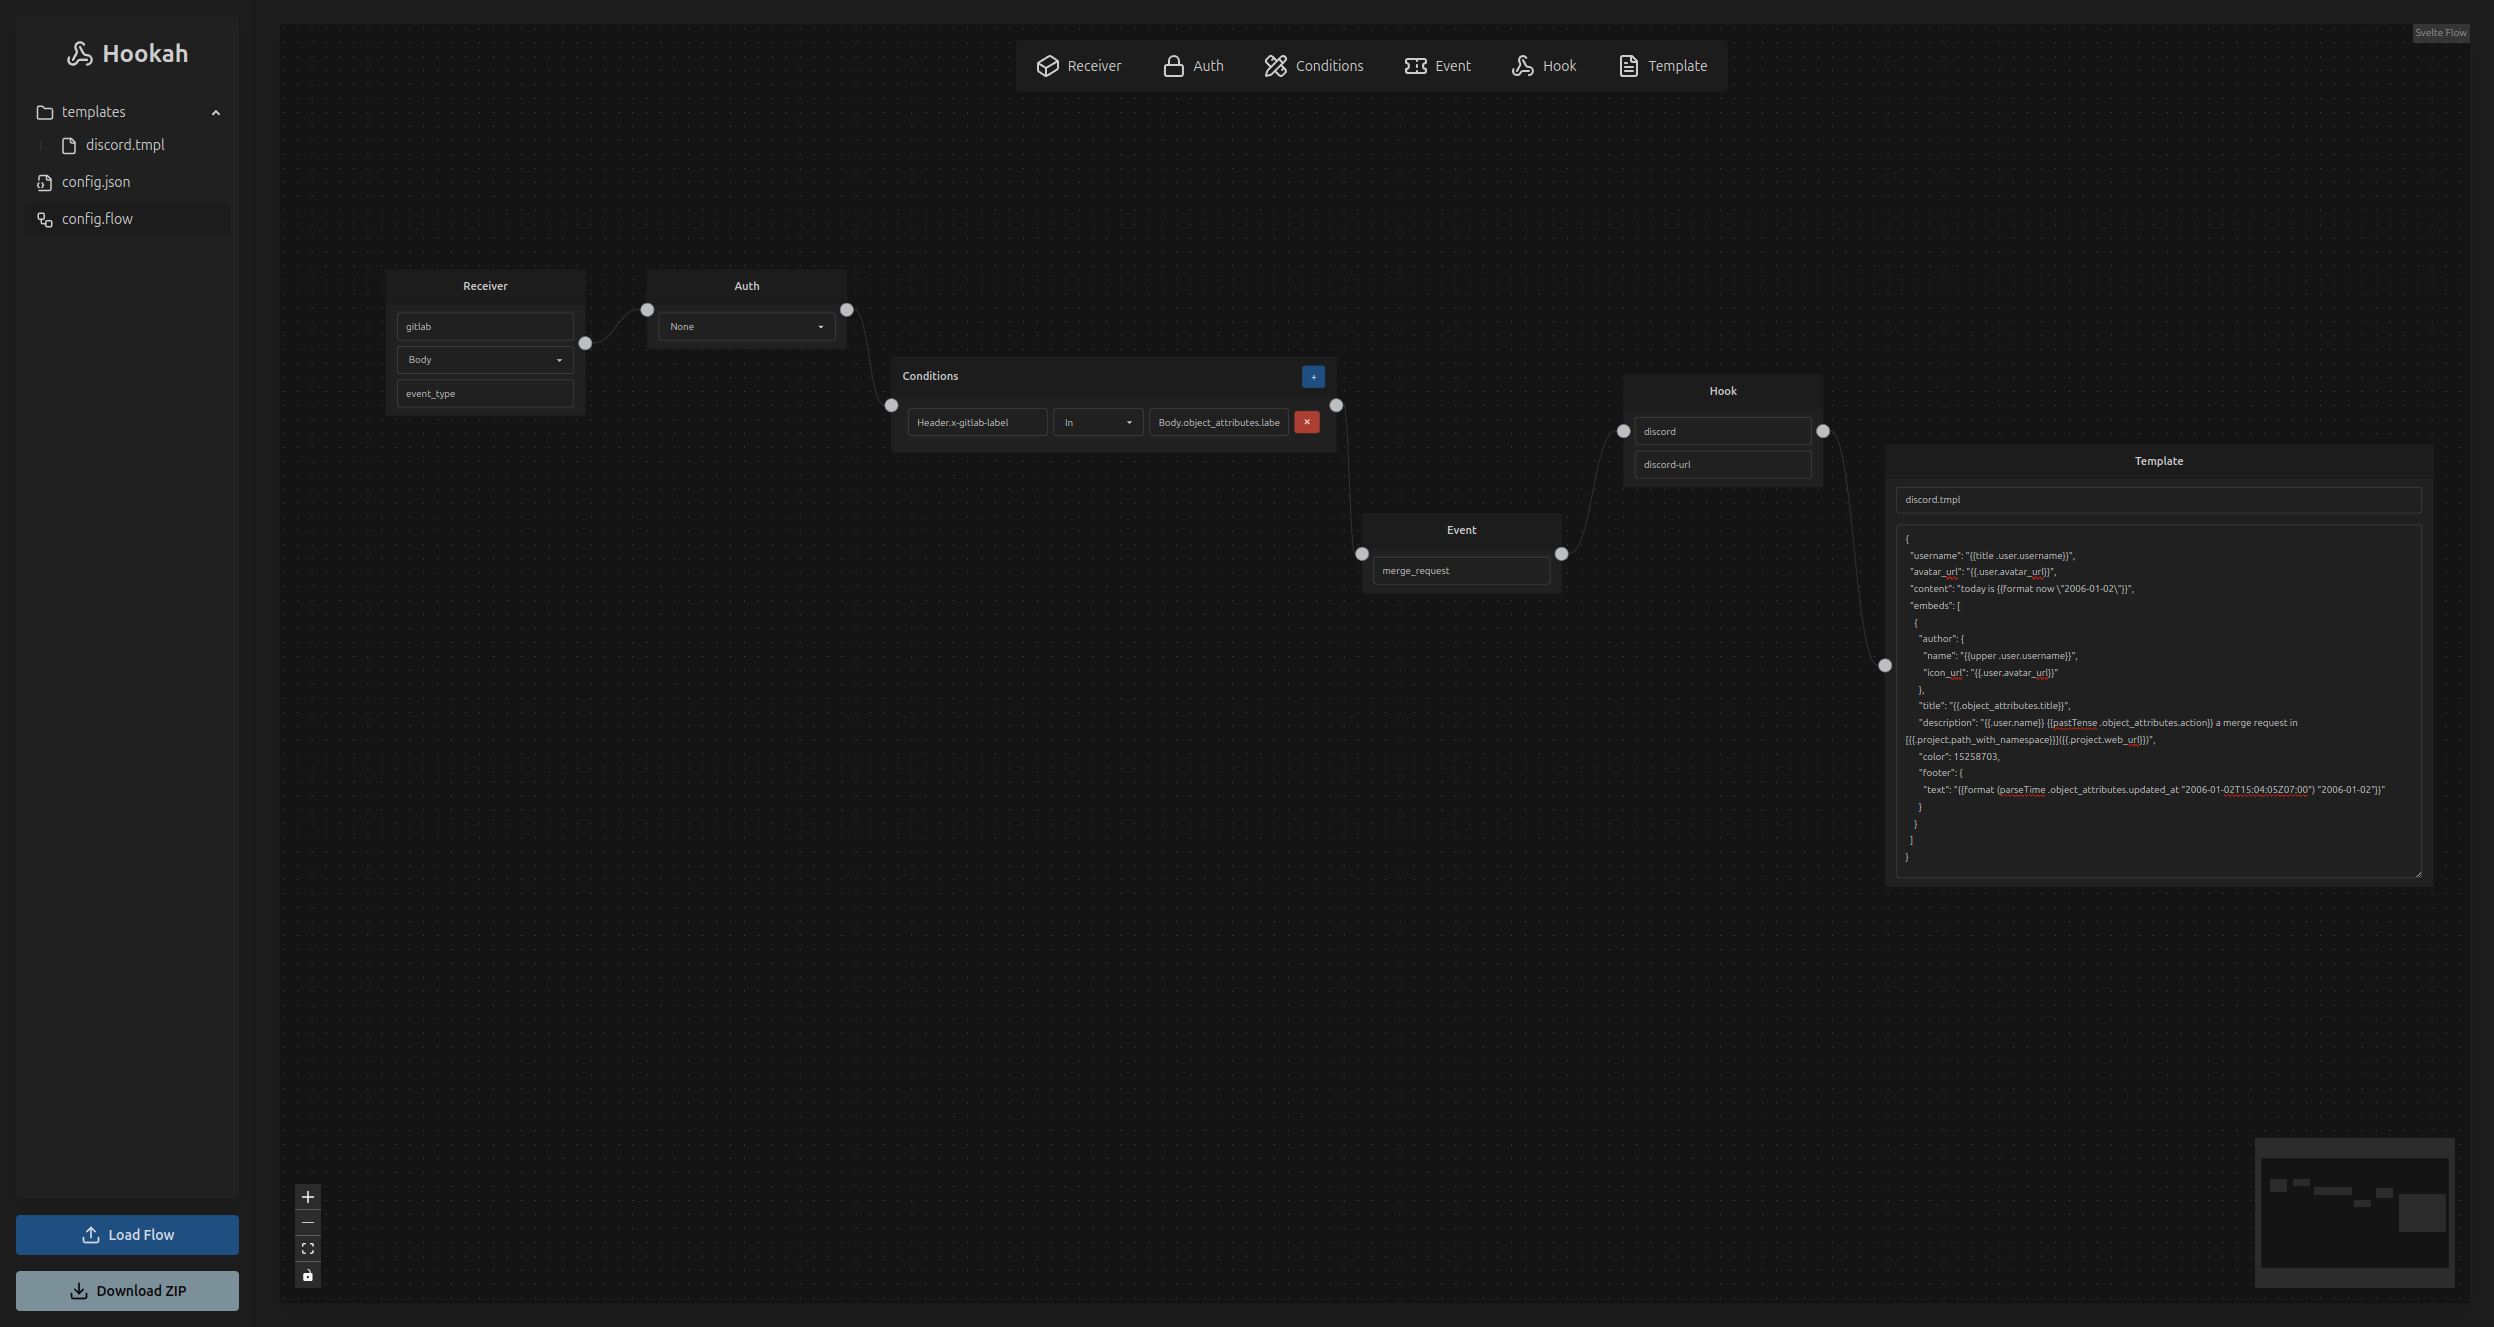 Hookah
templates
discord.tmpl
config.json
config.flow
Load Flow
Download ZIP
Receiver
Auth
Conditions
Event
Hook
Template
Svelte Flow
Receiver
gitlab
Body
event_type
Auth
None
Conditions
+
Header.x-gitlab-label
In
Body.object_attributes.labe
×
Event
merge_request
Hook
discord
discord-url
Template
discord.tmpl
{
"username": "{{title .user.username}}",
"avatar_url": "{{.user.avatar_url}}",
"content": "today is {{format now \"2006-01-02\"}}",
"embeds": [
{
"author": {
"name": "{{upper .user.username}}",
"icon_url": "{{.user.avatar_url}}"
},
"title": "{{.object_attributes.title}}",
"description": "{{.user.name}} {{pastTense .object_attributes.action}} a merge request in
[{{.project.path_with_namespace}}]({{.project.web_url}})",
"color": 15258703,
"footer": {
"text": "{{format (parseTime .object_attributes.updated_at "2006-01-02T15:04:05Z07:00") "2006-01-02"}}"
}
}
]
}